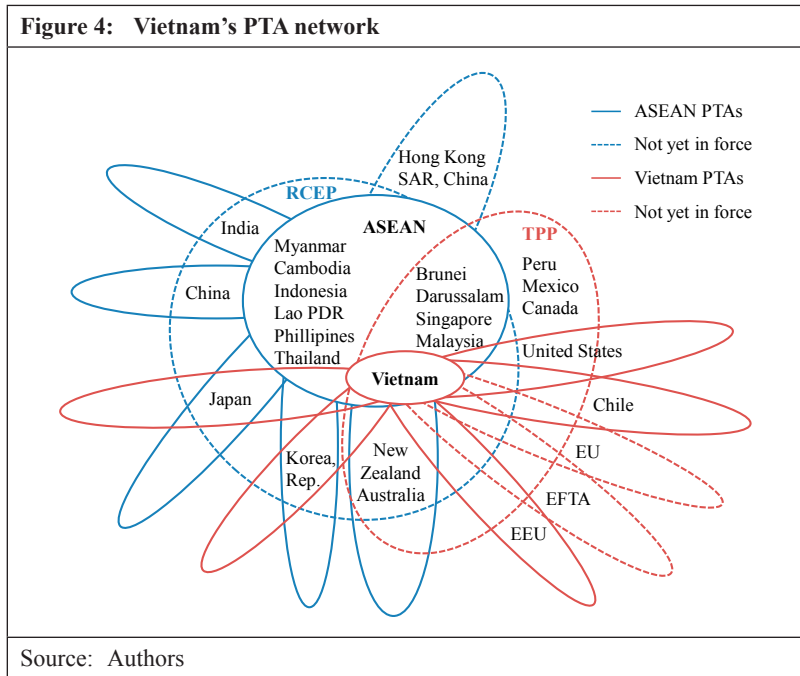 Figure 4: Vietnam's PTA network
ASEAN PTAs
Not yet in force
Vietnam PTAs
Not yet in force
Hong Kong
SAR, China
RCEP
ASEAN
TPP
India
Myanmar
Cambodia
Indonesia
Lao PDR
Phillipines
Thailand
Brunei
Darussalam
Singapore
Malaysia
Peru
Mexico
Canada
China
United States
Vietnam
Japan
Chile
Korea,
Rep.
New
Zealand
Australia
EU
EFTA
EEU
Source: Authors